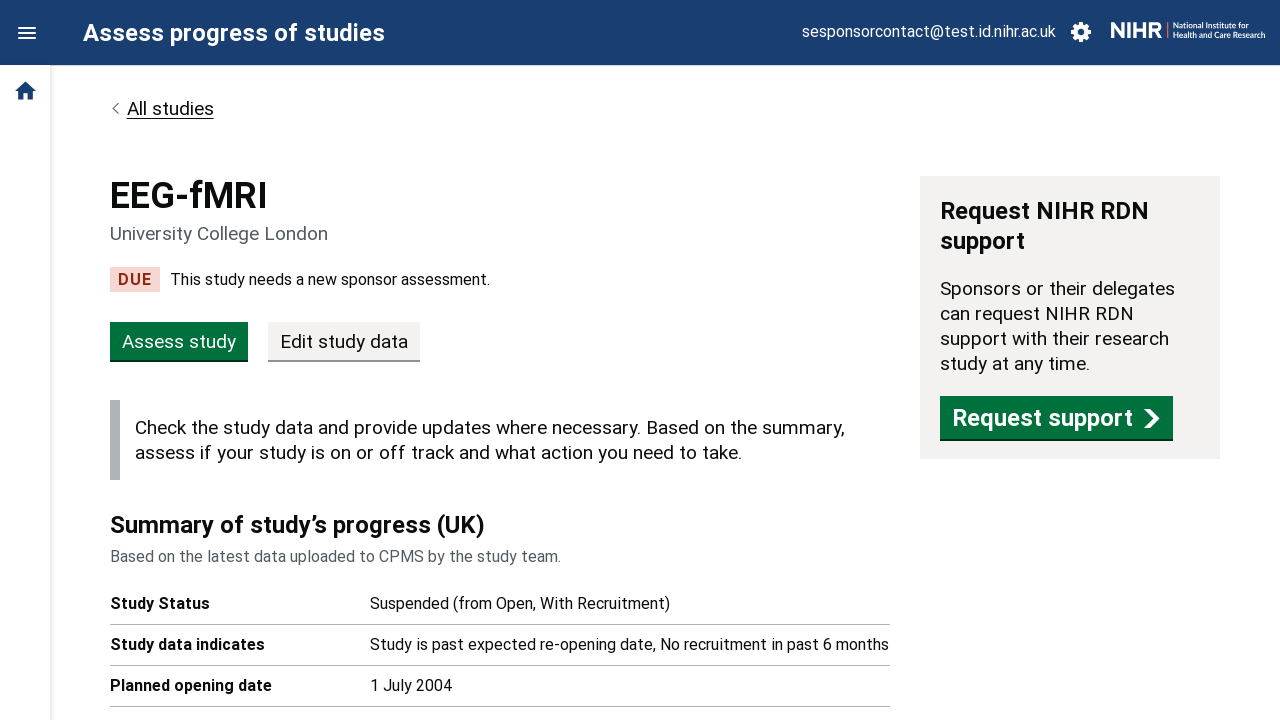 Assess progress of studies
sesponsorcontact@test.id.nihr.ac.uk
NIHR | National Institute for
Health and Care Research
All studies
EEG-fMRI
University College London
DUE This study needs a new sponsor assessment.
Assess study
Edit study data
Check the study data and provide updates where necessary. Based on the summary,
assess if your study is on or off track and what action you need to take.
Summary of study’s progress (UK)
Based on the latest data uploaded to CPMS by the study team.
Study Status Suspended (from Open, With Recruitment)
Study data indicates Study is past expected re-opening date, No recruitment in past 6 months
Planned opening date 1 July 2004
Request NIHR RDN
support
Sponsors or their delegates
can request NIHR RDN
support with their research
study at any time.
Request support